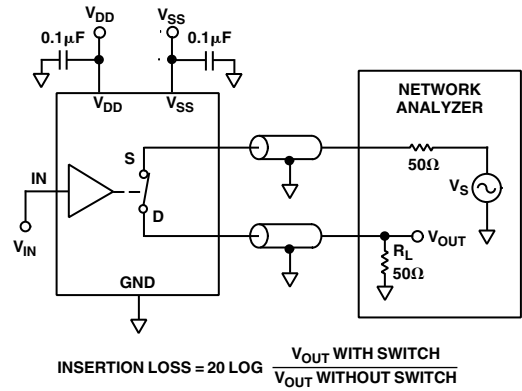 VDD
VSS
0.1μF
0.1μF
VDD
VSS
NETWORK
ANALYZER
S
50Ω
IN
VS
D
VOUT
VIN
RL
50Ω
GND
INSERTION LOSS = 20 LOG VOUT WITH SWITCH
VOUT WITHOUT SWITCH